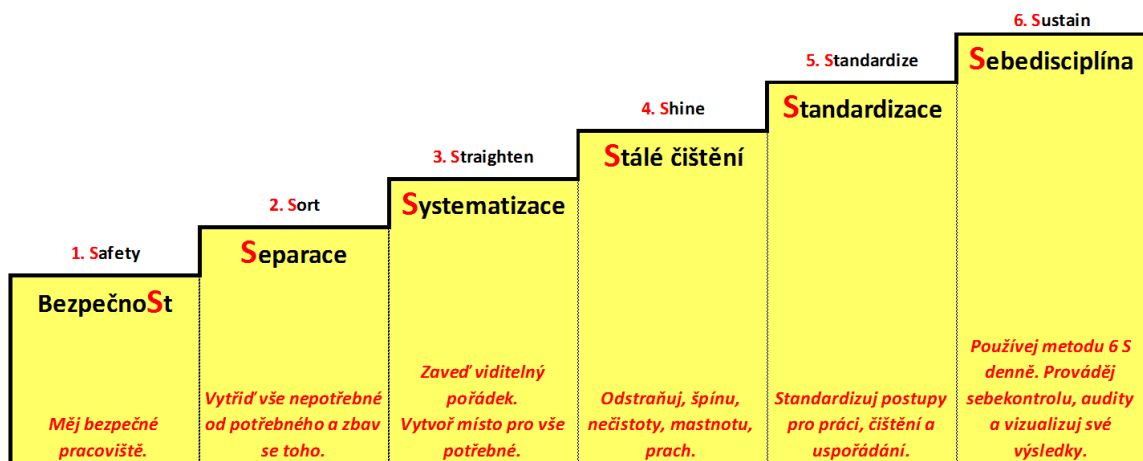 1. Safety
BezpečnoSt
Měj bezpečné
pracoviště.
2. Sort
Separace
Vytřiď vše nepotřebné
od potřebného a zbav
se toho.
3. Straighten
Systematizace
Zaveď viditelný
pořádek.
Vytvoř místo pro vše
potřebné.
4. Shine
Stálé čištění
Odstraňuj, špínu,
nečistoty, mastnotu,
prach.
5. Standardize
Standardizace
Standardizuj postupy
pro práci, čištění a
uspořádání.
6. Sustain
Sebedisciplína
Používej metodu 6 S
denně. Prováděj
sebekontrolu, audity
a vizualizuj své
výsledky.